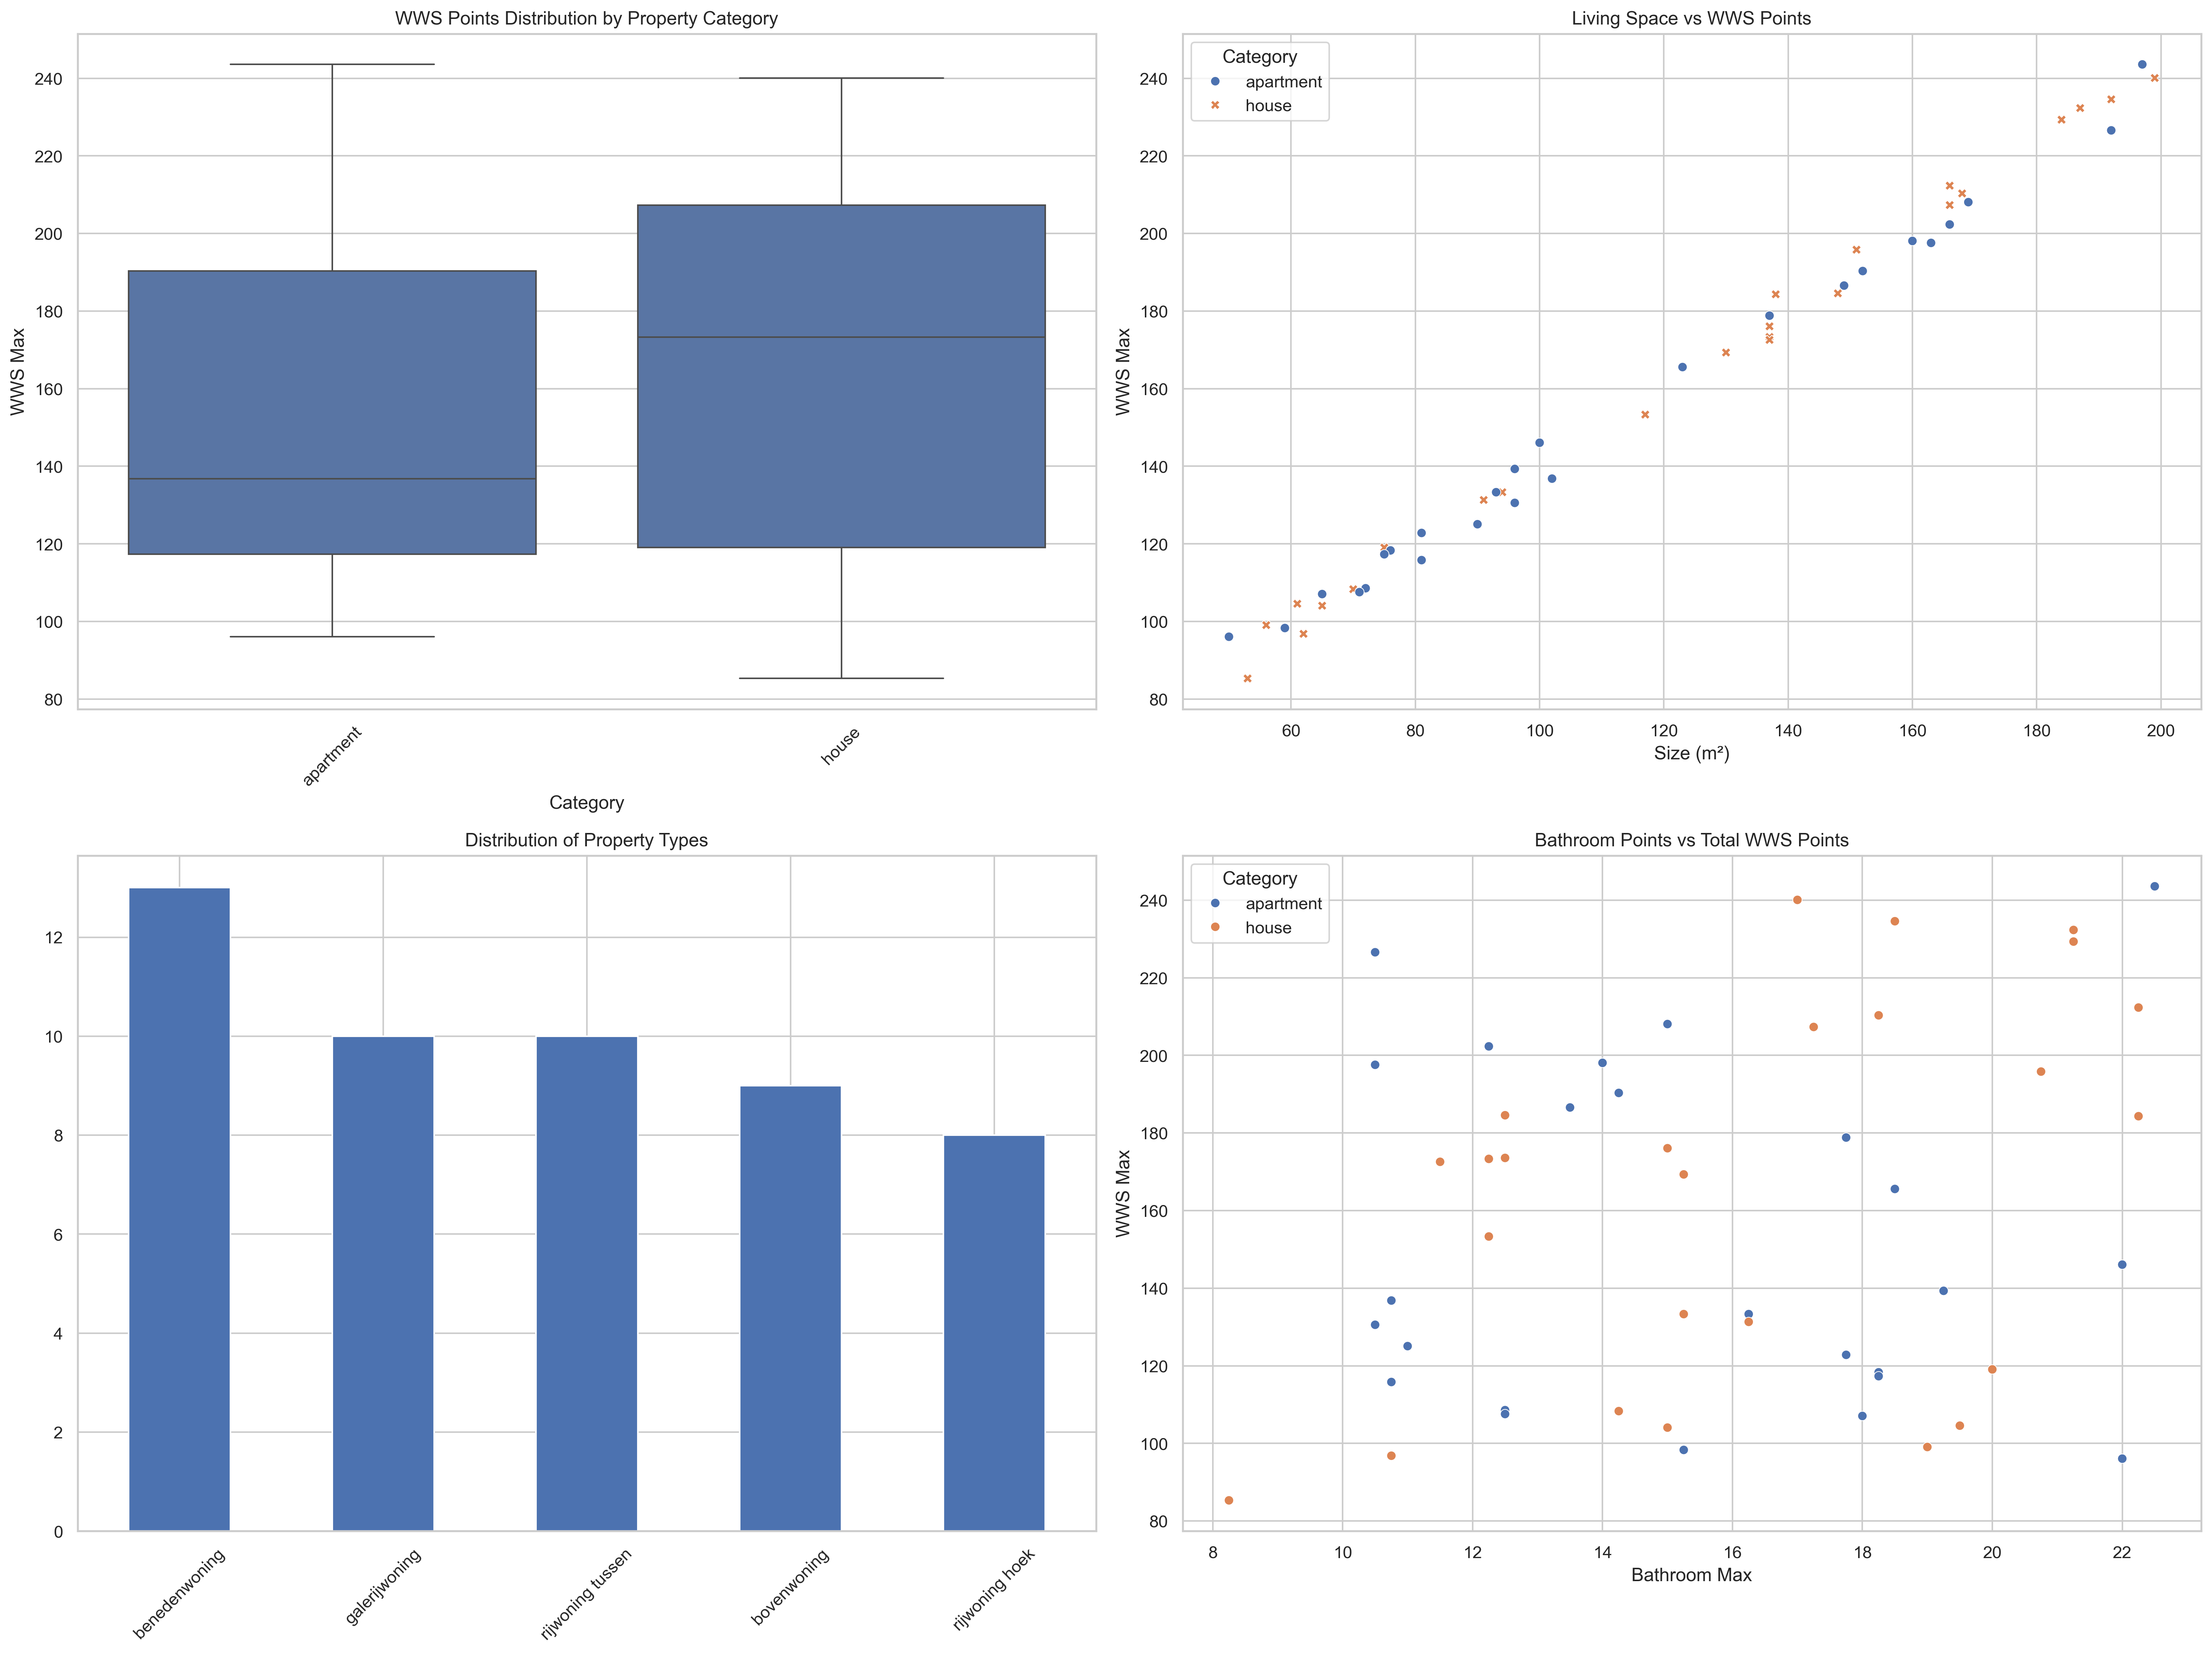 WWS Points Distribution by Property Category
240
220
200
180
160
140
120
100
80
WWS Max
apartment
house
Category
Living Space vs WWS Points
Category
apartment
house
240
220
200
180
160
140
120
100
80
WWS Max
60 80 100 120 140 160 180 200
Size (m²)
Distribution of Property Types
12
10
8
6
4
2
0
benedenwoning
galerijwoning
rijwoning tussen
bovenwoning
rijwoning hoek
Bathroom Points vs Total WWS Points
Category
apartment
house
240
220
200
180
160
140
120
100
80
WWS Max
8 10 12 14 16 18 20 22
Bathroom Max